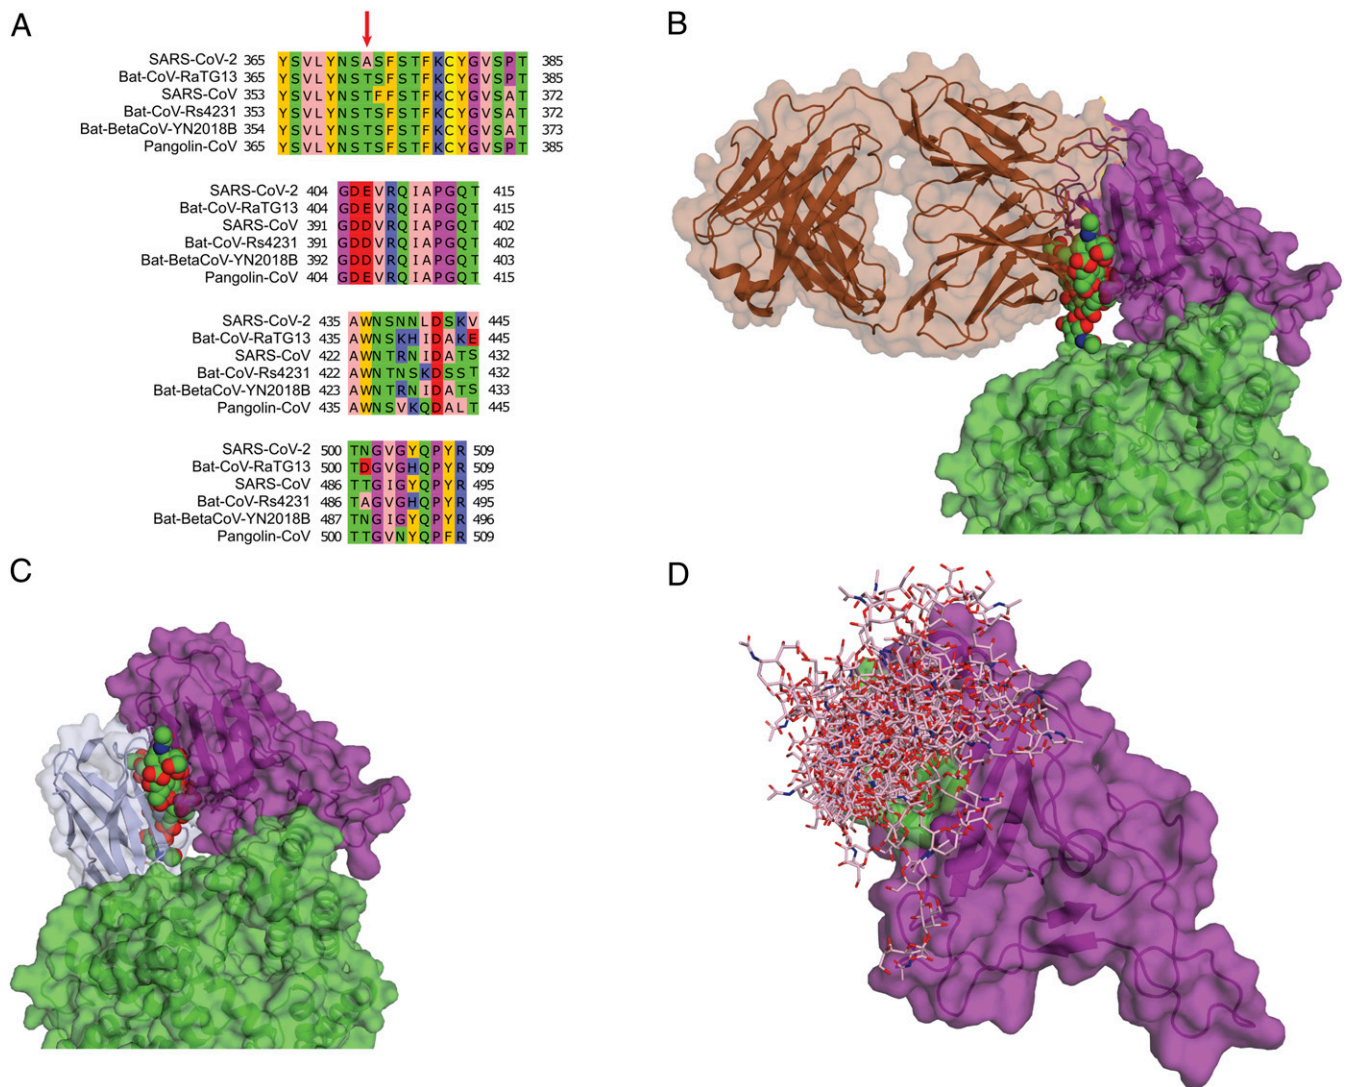 A
SARS-CoV-2 365 YSVLYNSASFSTFKCYGVSPT 385
Bat-CoV-RaTG13 365 YSVLYNSTSFSTFKCYGVSPT 385
SARS-CoV 353 YSVLYNSTFFSTFKCYGVSAT 372
Bat-CoV-Rs4231 353 YSVLYNSTSFSTFKCYGVSAT 372
Bat-BetaCoV-YN2018B 354 YSVLYNSTSFSTFKCYGVSAT 373
Pangolin-CoV 365 YSVLYNSTSFSTFKCYGVSPT 385
SARS-CoV-2 404 GDEVRQIAPGQT 415
Bat-CoV-RaTG13 404 GDEVRQIAPGQT 415
SARS-CoV 391 GDDVRQIAPGQT 402
Bat-CoV-Rs4231 391 GDDVRQIAPGQT 402
Bat-BetaCoV-YN2018B 392 GDDVRQIAPGQT 403
Pangolin-CoV 404 GDEVRQIAPGQT 415
SARS-CoV-2 435 AWNSNNLDSKV 445
Bat-CoV-RaTG13 435 AWNSKHIDAKE 445
SARS-CoV 422 AWNTRNIDATS 432
Bat-CoV-Rs4231 422 AWNTNSKDSST 432
Bat-BetaCoV-YN2018B 423 AWNTRNIDATS 433
Pangolin-CoV 435 AWNSVKQDALT 445
SARS-CoV-2 500 TNGVGYQPYR 509
Bat-CoV-RaTG13 500 TDGVGHQPYR 509
SARS-CoV 486 TTGIGYQPYR 495
Bat-CoV-Rs4231 486 TAGVGHQPYR 495
Bat-BetaCoV-YN2018B 487 TNGIGYQPYR 496
Pangolin-CoV 500 TTGVNYQPFR 509
B
C
D